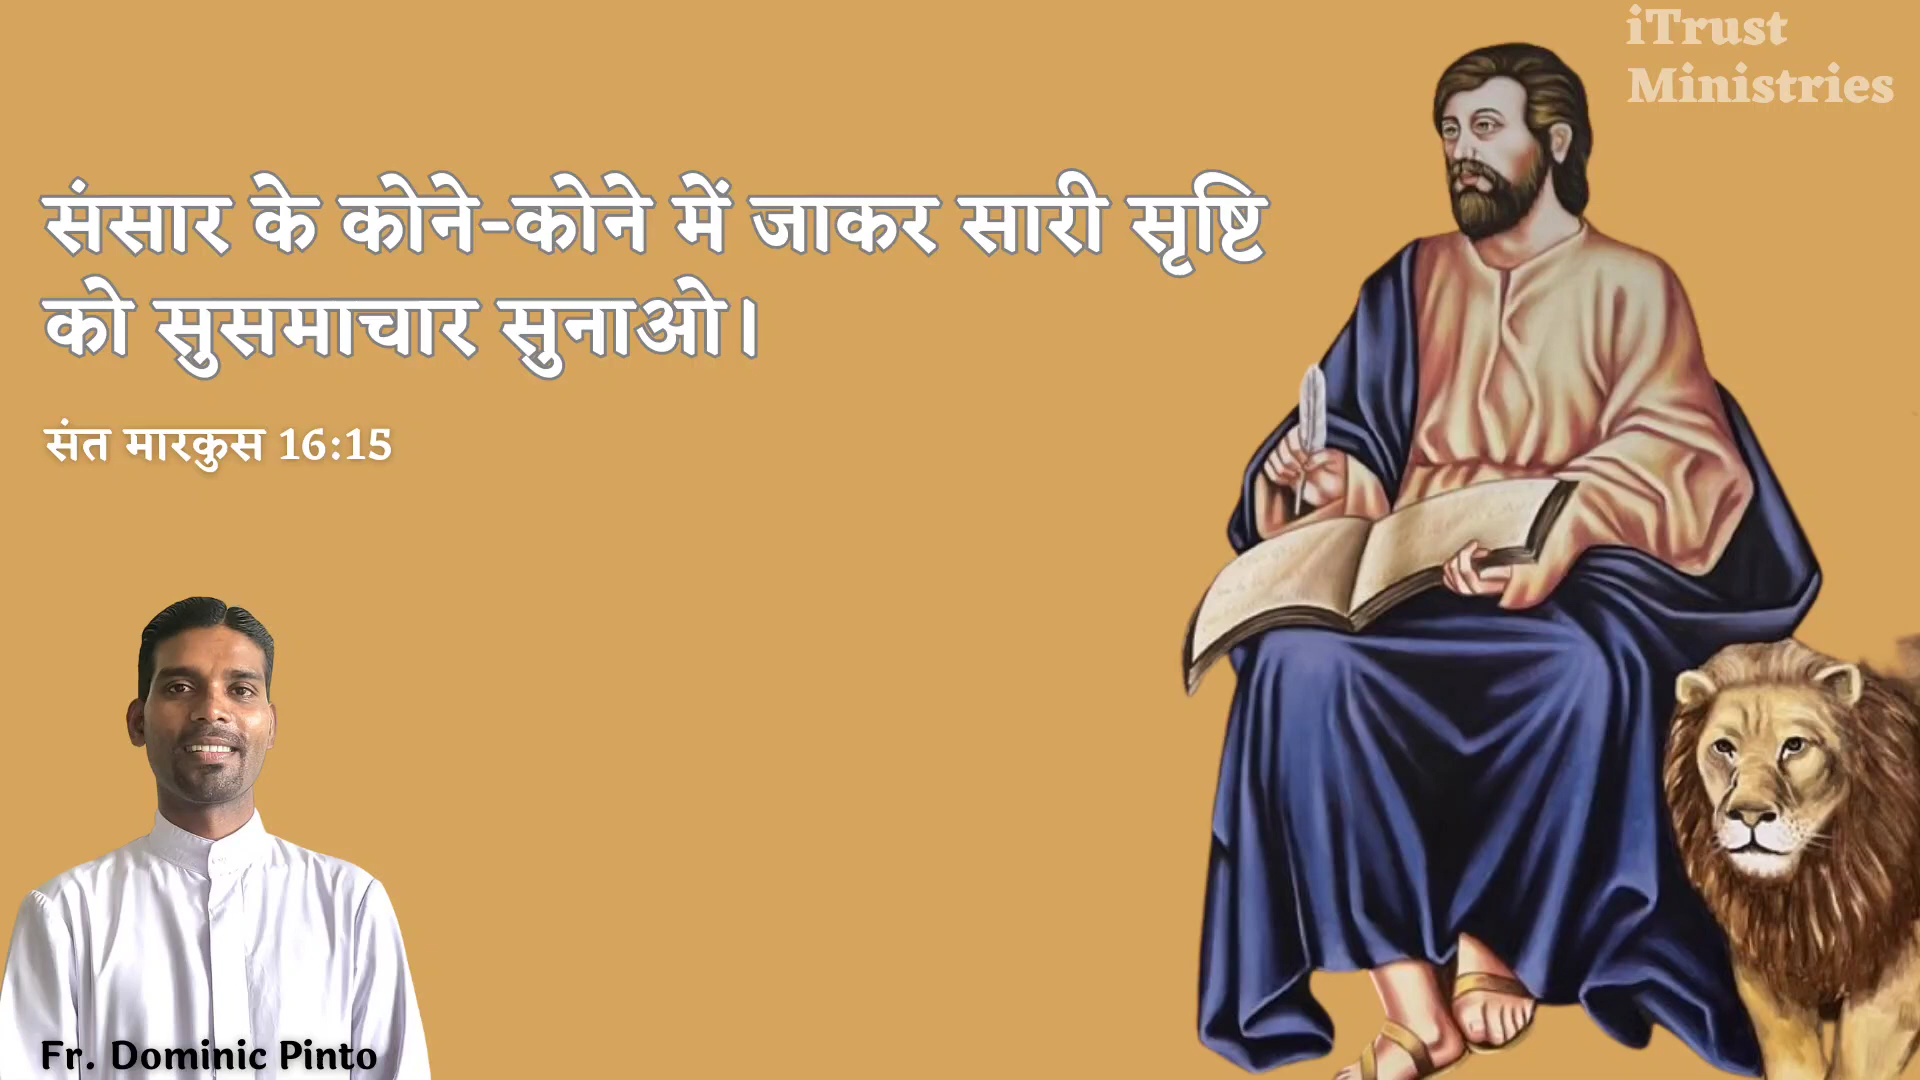 iTrust
Ministries
संसार के कोने-कोने में जाकर सारी सृष्टि
को सुसमाचार सुनाओ।
संत मारकुस 16:15
Fr. Dominic Pinto